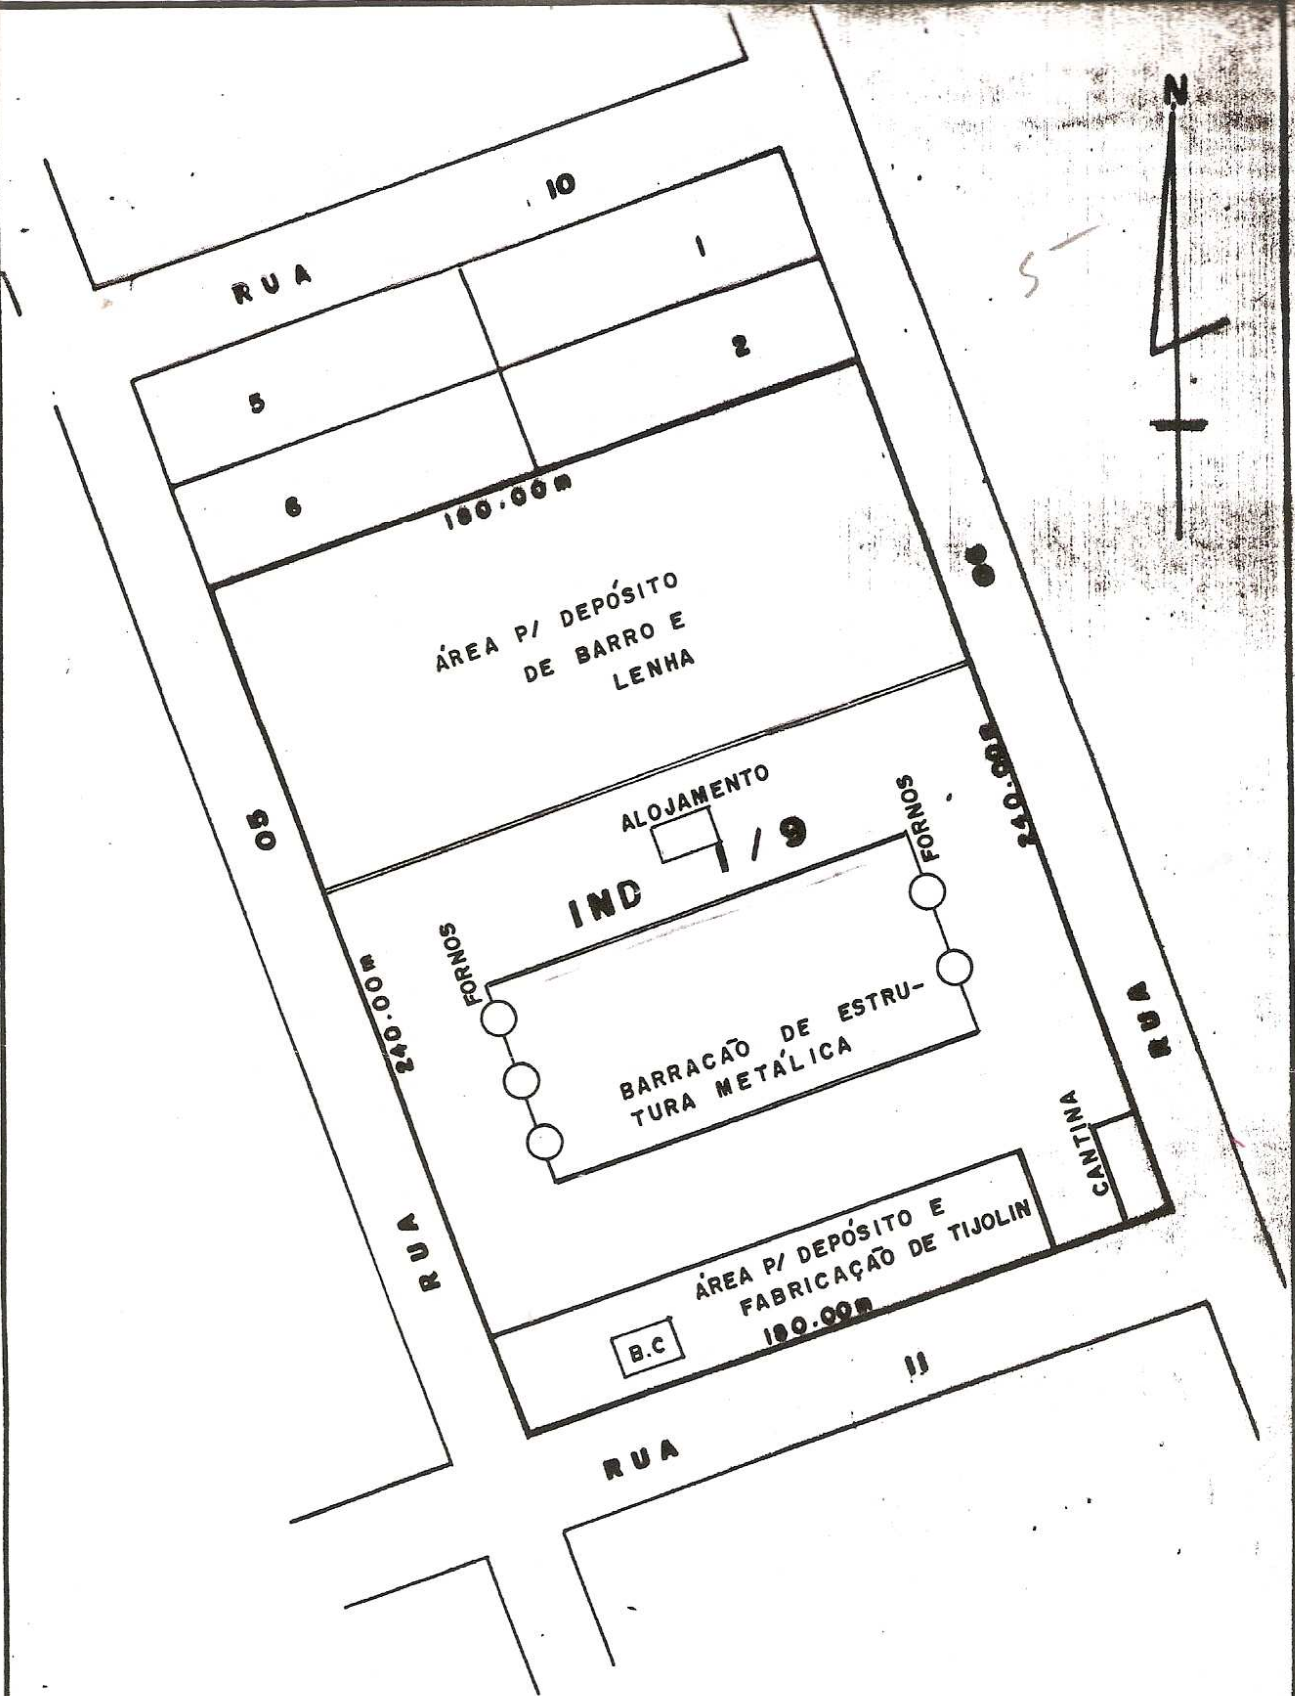 N
10
RUA
1
2
5
6
180.00m
06
ÁREA P/ DEPÓSITO
DE BARRO E
LENHA
240.00m
05
ALOJAMENTO
IND 1/9
FORNOS
FORNOS
240.00m
BARRACÃO DE ESTRU-
TURA METÁLICA
RUA
CANTINA
RUA
ÁREA P/ DEPÓSITO E
FABRICAÇÃO DE TIJOLIN
180.00m
B.C
11
RUA